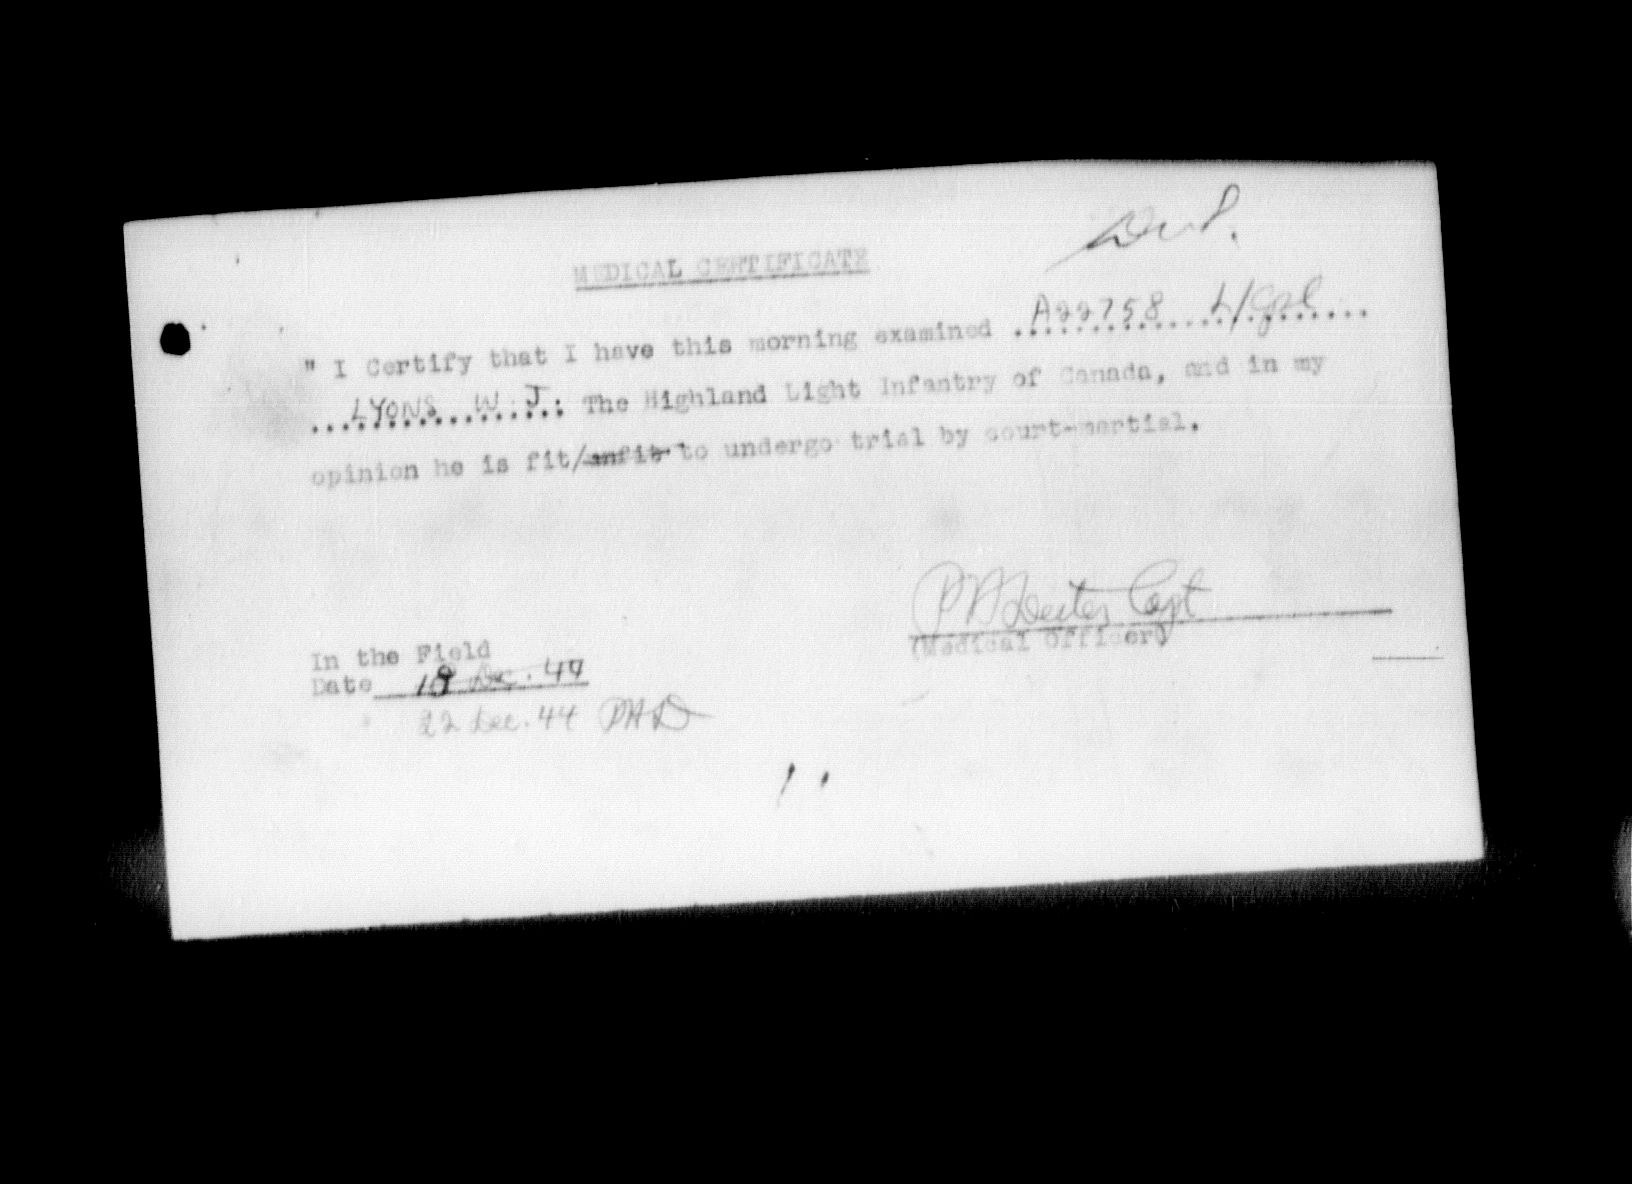 MEDICAL CERTIFICATE
" I Certify that I have this morning examined A22758 L/Cpl
LYONS W. J. The Highland Light Infantry of Canada, and in my
opinion he is fit/unfit to undergo trial by court-martial.
Capt
(Medical Officer)
In the Field
Date 19 Dec. 44
22 Dec. 44 PAD